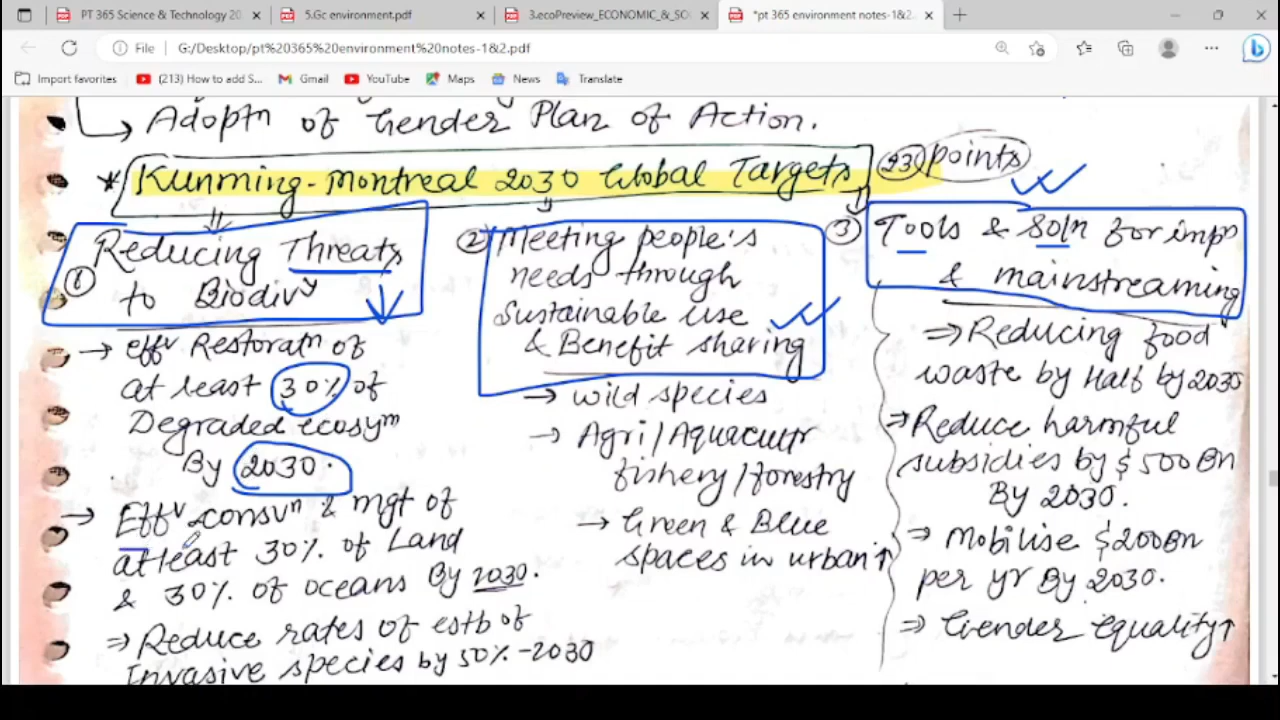 PT 365 Science & Technology 20
5.Gc environment.pdf
3.ecoPreview_ECONOMIC_&_SO
*pt 365 environment notes-1&2.
File
G:/Desktop/pt%20365%20environment%20notes-1&2.pdf
Import favorites
(213) How to add S...
Gmail
YouTube
Maps
News
Translate
→ Adoptn of Gender Plan of Action.
* Kunming-Montreal 2030 Global Targets
23 Points
① Reducing Threats
to Biodivy
→ effv Restoratn of
at least 30% of
Degraded ecosym
By 2030.
→ Effv consvn & mgt of
atleast 30% of Land
& 30% of oceans By 2030.
⇒ Reduce rates of estb of
Invasive species by 50% -2030
② Meeting people's
needs through
Sustainable use
& Benefit sharing
→ wild species
→ Agri/Aquacultr
fishery/forestry
→ Green & Blue
spaces in urban↑
③ Tools & Soln for impn
& mainstreaming
⇒ Reducing food
waste by Half by 2030
⇒ Reduce harmful
subsidies by $500Bn
By 2030.
⇒ Mobilise $200Bn
per yr By 2030.
⇒ Gender equality↑